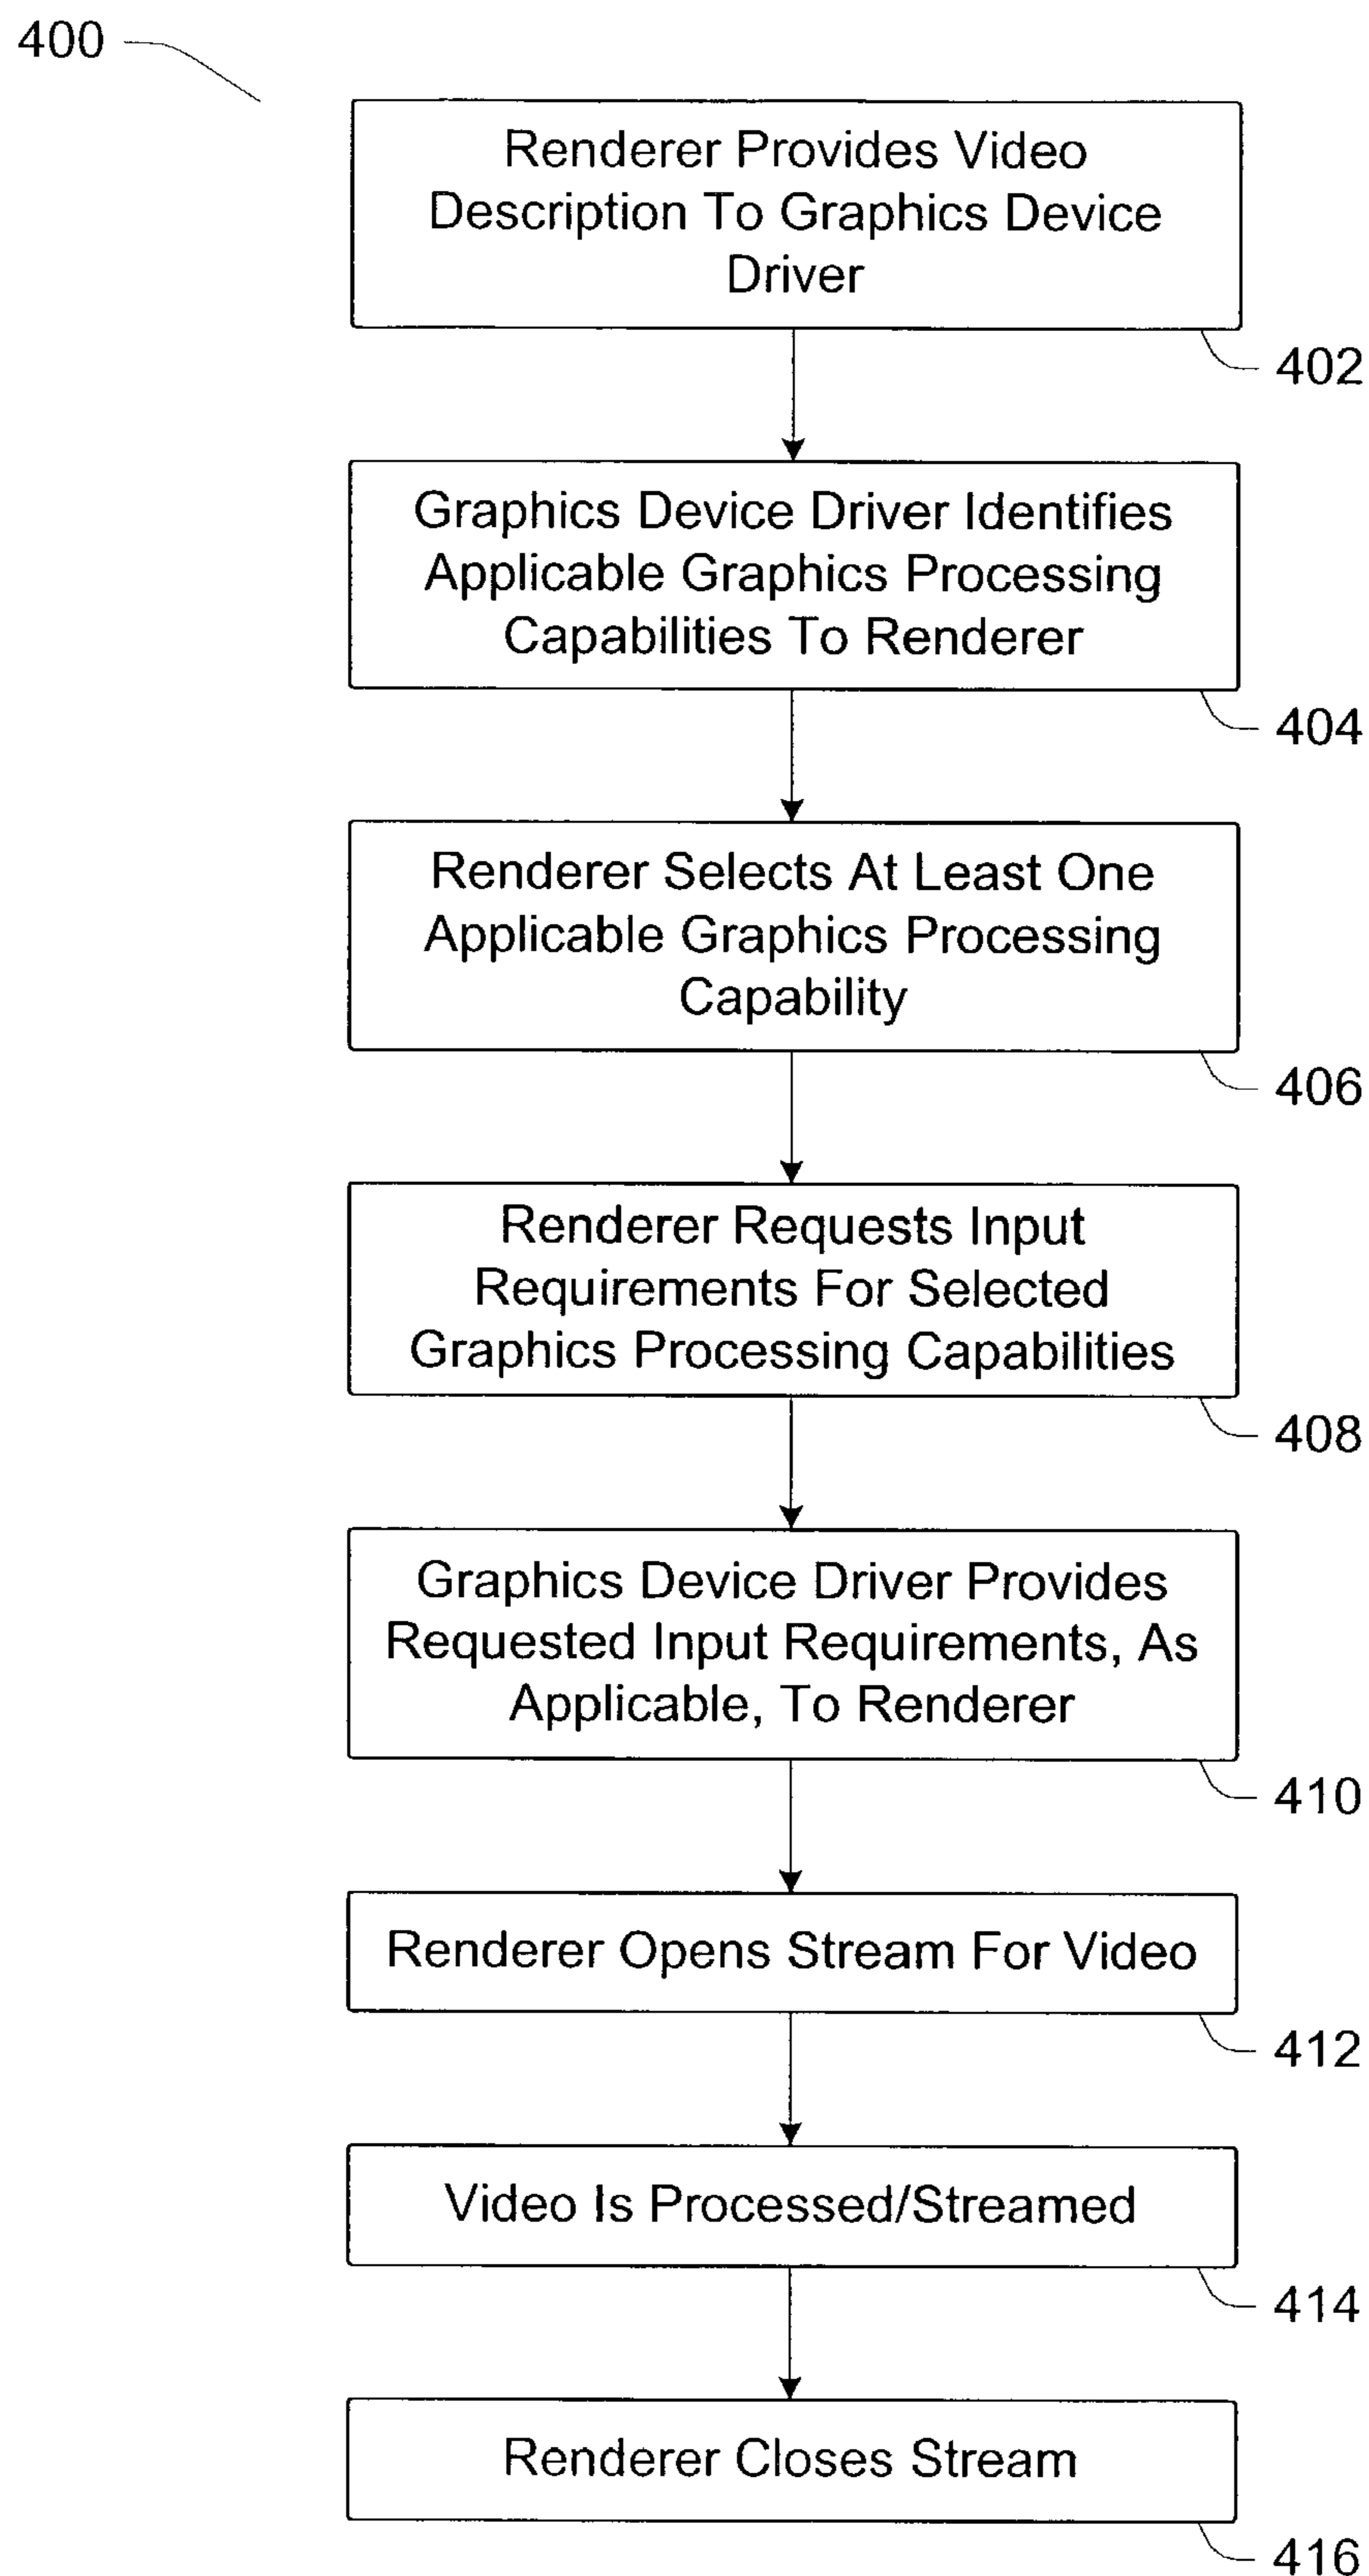 400
Renderer Provides Video
Description To Graphics Device
Driver
402
Graphics Device Driver Identifies
Applicable Graphics Processing
Capabilities To Renderer
404
Renderer Selects At Least One
Applicable Graphics Processing
Capability
406
Renderer Requests Input
Requirements For Selected
Graphics Processing Capabilities
408
Graphics Device Driver Provides
Requested Input Requirements, As
Applicable, To Renderer
410
Renderer Opens Stream For Video
412
Video Is Processed/Streamed
414
Renderer Closes Stream
416